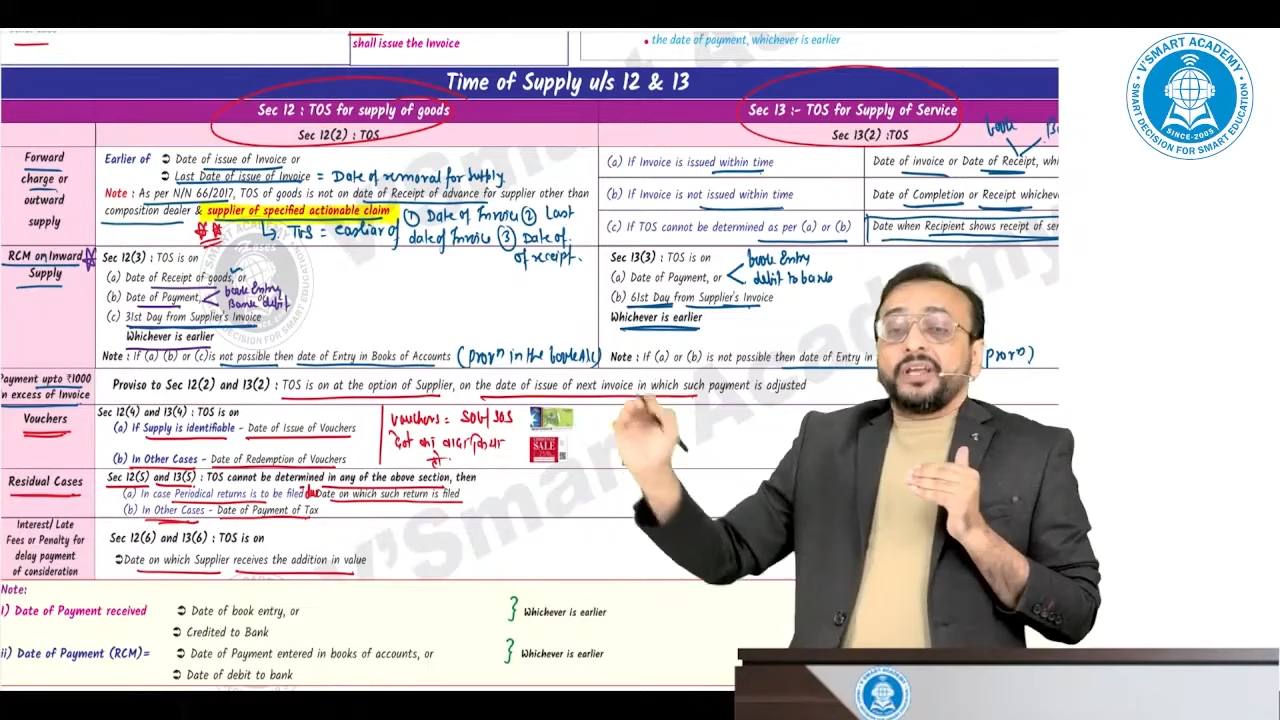 shall issue the Invoice
• the date of payment, whichever is earlier
V'SMART ACADEMY
SMART DECISION FOR SMART EDUCATION
SINCE-2005
Time of Supply u/s 12 & 13
Sec 12 : TOS for supply of goods
Sec 13 :- TOS for Supply of Service
Sec 12(2) : TOS
Sec 13(2) :TOS
book
Forward charge or outward supply
Earlier of ➲ Date of issue of Invoice or
➲ Last Date of issue of Invoice = Date of removal for supply.
Note : As per N/N 66/2017, TOS of goods is not on date of Receipt of advance for supplier other than
composition dealer & supplier of specified actionable claim
↳ TOS = earlier of ① Date of Invoice ② Last
date of Invoice ③ Date of
of receipt.
(a) If Invoice is issued within time
Date of invoice or Date of Receipt, whi
(b) If Invoice is not issued within time
Date of Completion or Receipt whicheve
(c) If TOS cannot be determined as per (a) or (b)
Date when Recipient shows receipt of ser
RCM on Inward Supply
Sec 12(3) : TOS is on
(a) Date of Receipt of goods, or
(b) Date of Payment, or
book Entry
Bank debit
(c) 31st Day from Supplier's Invoice
Whichever is earlier
Note : If (a) (b) or (c)is not possible then date of Entry in Books of Accounts (provn in the book A/c)
Sec 13(3) : TOS is on
(a) Date of Payment, or
book Entry
debit to bank
(b) 61st Day from Supplier's Invoice
Whichever is earlier
Note : If (a) or (b) is not possible then date of Entry in
provn)
Payment upto ₹1000
n excess of Invoice
Proviso to Sec 12(2) and 13(2) : TOS is on at the option of Supplier, on the date of issue of next invoice in which such payment is adjusted
Vouchers
Sec 12(4) and 13(4) : TOS is on
(a) If Supply is identifiable - Date of Issue of Vouchers
(b) In Other Cases - Date of Redemption of Vouchers
Vouchers = SOG/SOS
SALE
Residual Cases
Sec 12(5) and 13(5) : TOS cannot be determined in any of the above section, then
(a) In case Periodical returns is to be filed - due Date on which such return is filed
(b) In Other Cases - Date of Payment of Tax
Interest/ Late
Fees or Penalty for
delay payment
of consideration
Sec 12(6) and 13(6) : TOS is on
➲Date on which Supplier receives the addition in value
Note:
i) Date of Payment received ➲ Date of book entry, or
➲ Credited to Bank
} Whichever is earlier
ii) Date of Payment (RCM)= ➲ Date of Payment entered in books of accounts, or
➲ Date of debit to bank
} Whichever is earlier
V'Smart Academy